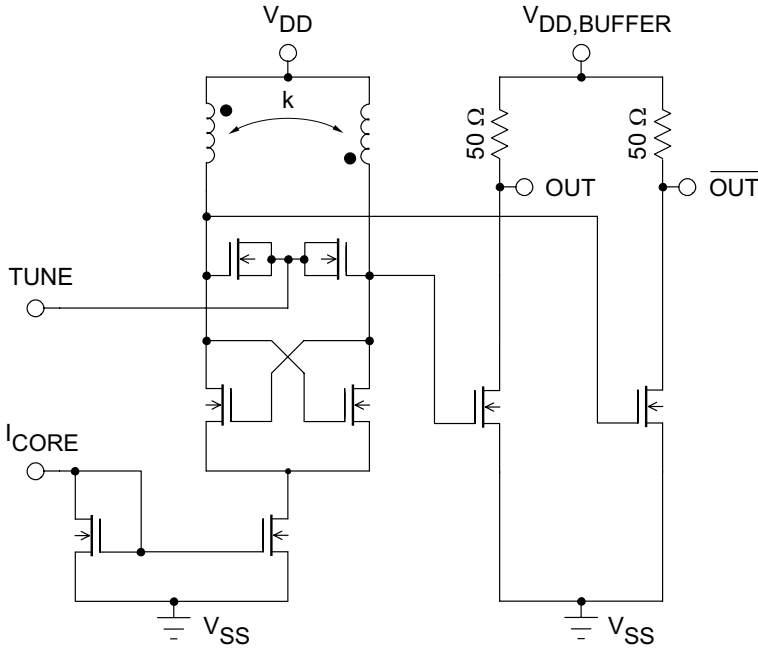 V_DD
V_DD,BUFFER
k
50 Ω
50 Ω
OUT
OUT
TUNE
I_CORE
V_SS
V_SS